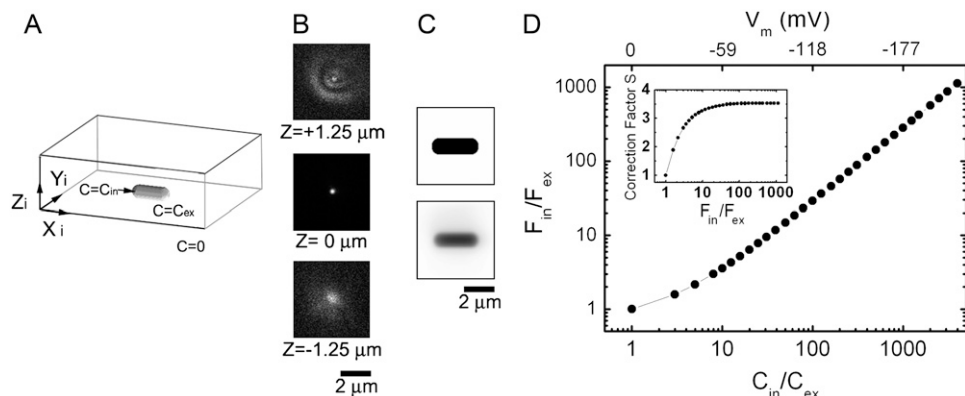 A
B
C
D
Z=+1.25 μm
Z= 0 μm
Z=-1.25 μm
2 μm
2 μm
Zi
Yi
Xi
C=Cin
C=Cex
C=0
Vm (mV)
0
-59
-118
-177
1000
100
10
1
Fin/Fex
1
10
100
1000
Cin/Cex
Correction Factor S
4
3
2
1
1
10
100
1000
Fin/Fex